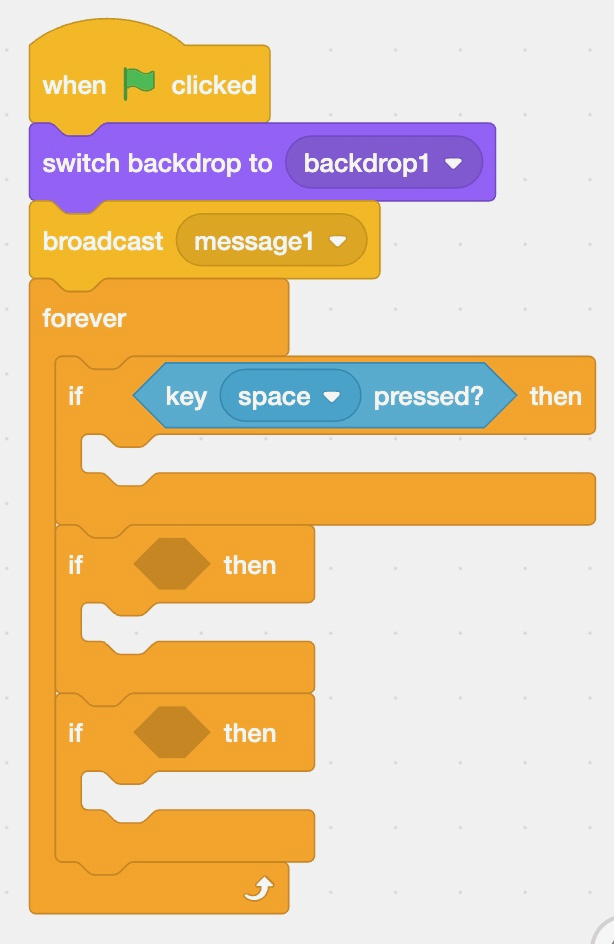 when clicked
switch backdrop to backdrop1
broadcast message1
forever
if key space pressed? then
if then
if then